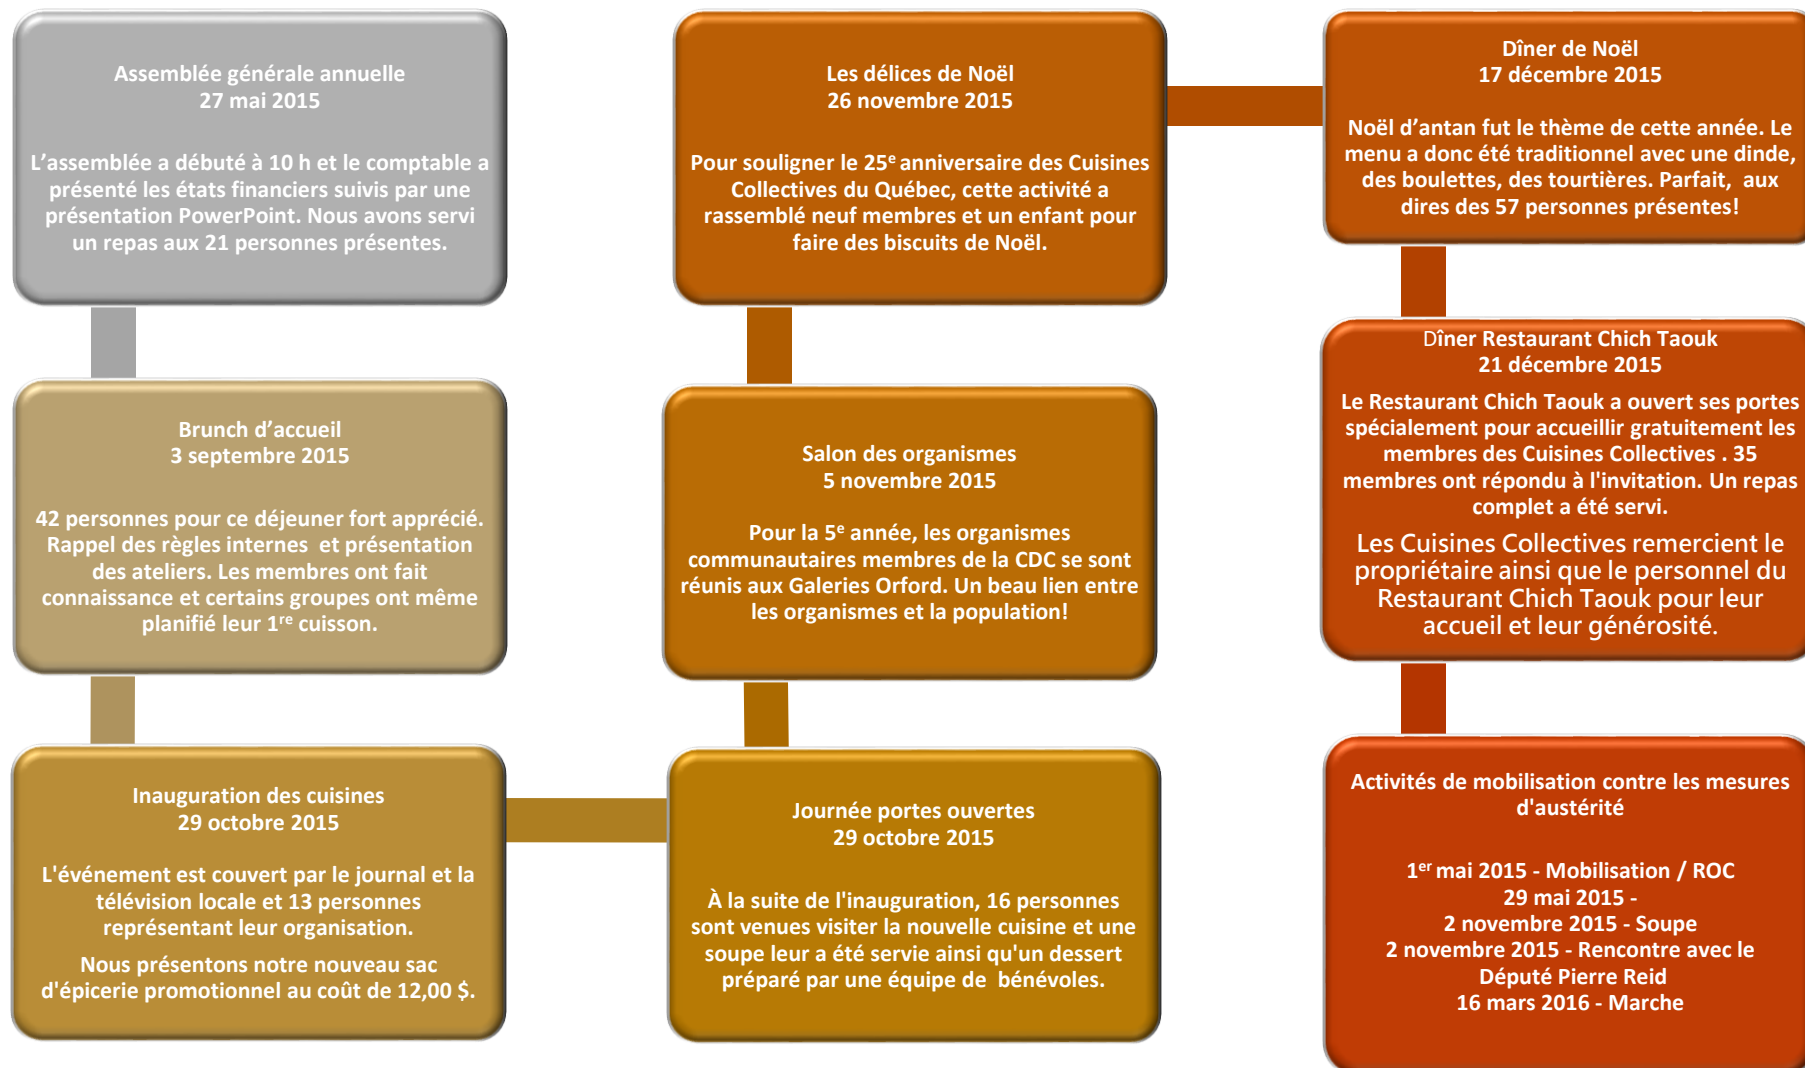 Assemblée générale annuelle
27 mai 2015
L'assemblée a débuté à 10 h et le comptable a
présenté les états financiers suivis par une
présentation PowerPoint. Nous avons servi
un repas aux 21 personnes présentes.
Brunch d'accueil
3 septembre 2015
42 personnes pour ce déjeuner fort apprécié.
Rappel des règles internes et présentation
des ateliers. Les membres ont fait
connaissance et certains groupes ont même
planifié leur 1re cuisson.
Inauguration des cuisines
29 octobre 2015
L'événement est couvert par le journal et la
télévision locale et 13 personnes
représentant leur organisation.
Nous présentons notre nouveau sac
d'épicerie promotionnel au coût de 12,00 $.
Journée portes ouvertes
29 octobre 2015
À la suite de l'inauguration, 16 personnes
sont venues visiter la nouvelle cuisine et une
soupe leur a été servie ainsi qu'un dessert
préparé par une équipe de bénévoles.
Salon des organismes
5 novembre 2015
Pour la 5e année, les organismes
communautaires membres de la CDC se sont
réunis aux Galeries Orford. Un beau lien entre
les organismes et la population!
Les délices de Noël
26 novembre 2015
Pour souligner le 25e anniversaire des Cuisines
Collectives du Québec, cette activité a
rassemblé neuf membres et un enfant pour
faire des biscuits de Noël.
Dîner de Noël
17 décembre 2015
Noël d'antan fut le thème de cette année. Le
menu a donc été traditionnel avec une dinde,
des boulettes, des tourtières. Parfait, aux
dires des 57 personnes présentes!
Dîner Restaurant Chich Taouk
21 décembre 2015
Le Restaurant Chich Taouk a ouvert ses portes
spécialement pour accueillir gratuitement les
membres des Cuisines Collectives . 35
membres ont répondu à l'invitation. Un repas
complet a été servi.
Les Cuisines Collectives remercient le
propriétaire ainsi que le personnel du
Restaurant Chich Taouk pour leur
accueil et leur générosité.
Activités de mobilisation contre les mesures
d'austérité
1er mai 2015 - Mobilisation / ROC
29 mai 2015 -
2 novembre 2015 - Soupe
2 novembre 2015 - Rencontre avec le
Député Pierre Reid
16 mars 2016 - Marche